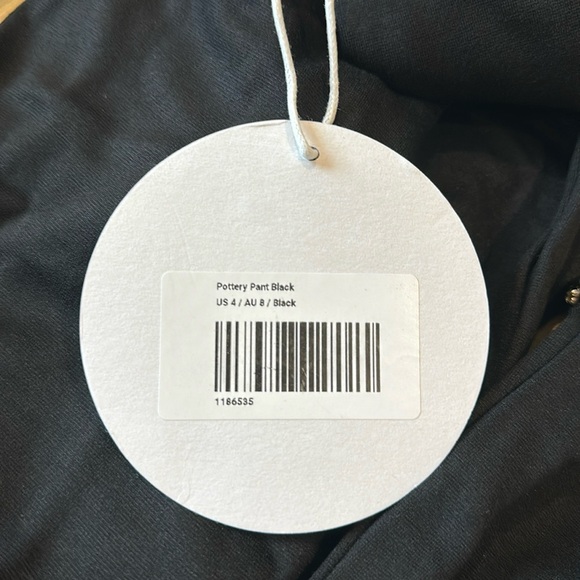 Pottery Pant Black
US 4 / AU 8 / Black
1186535